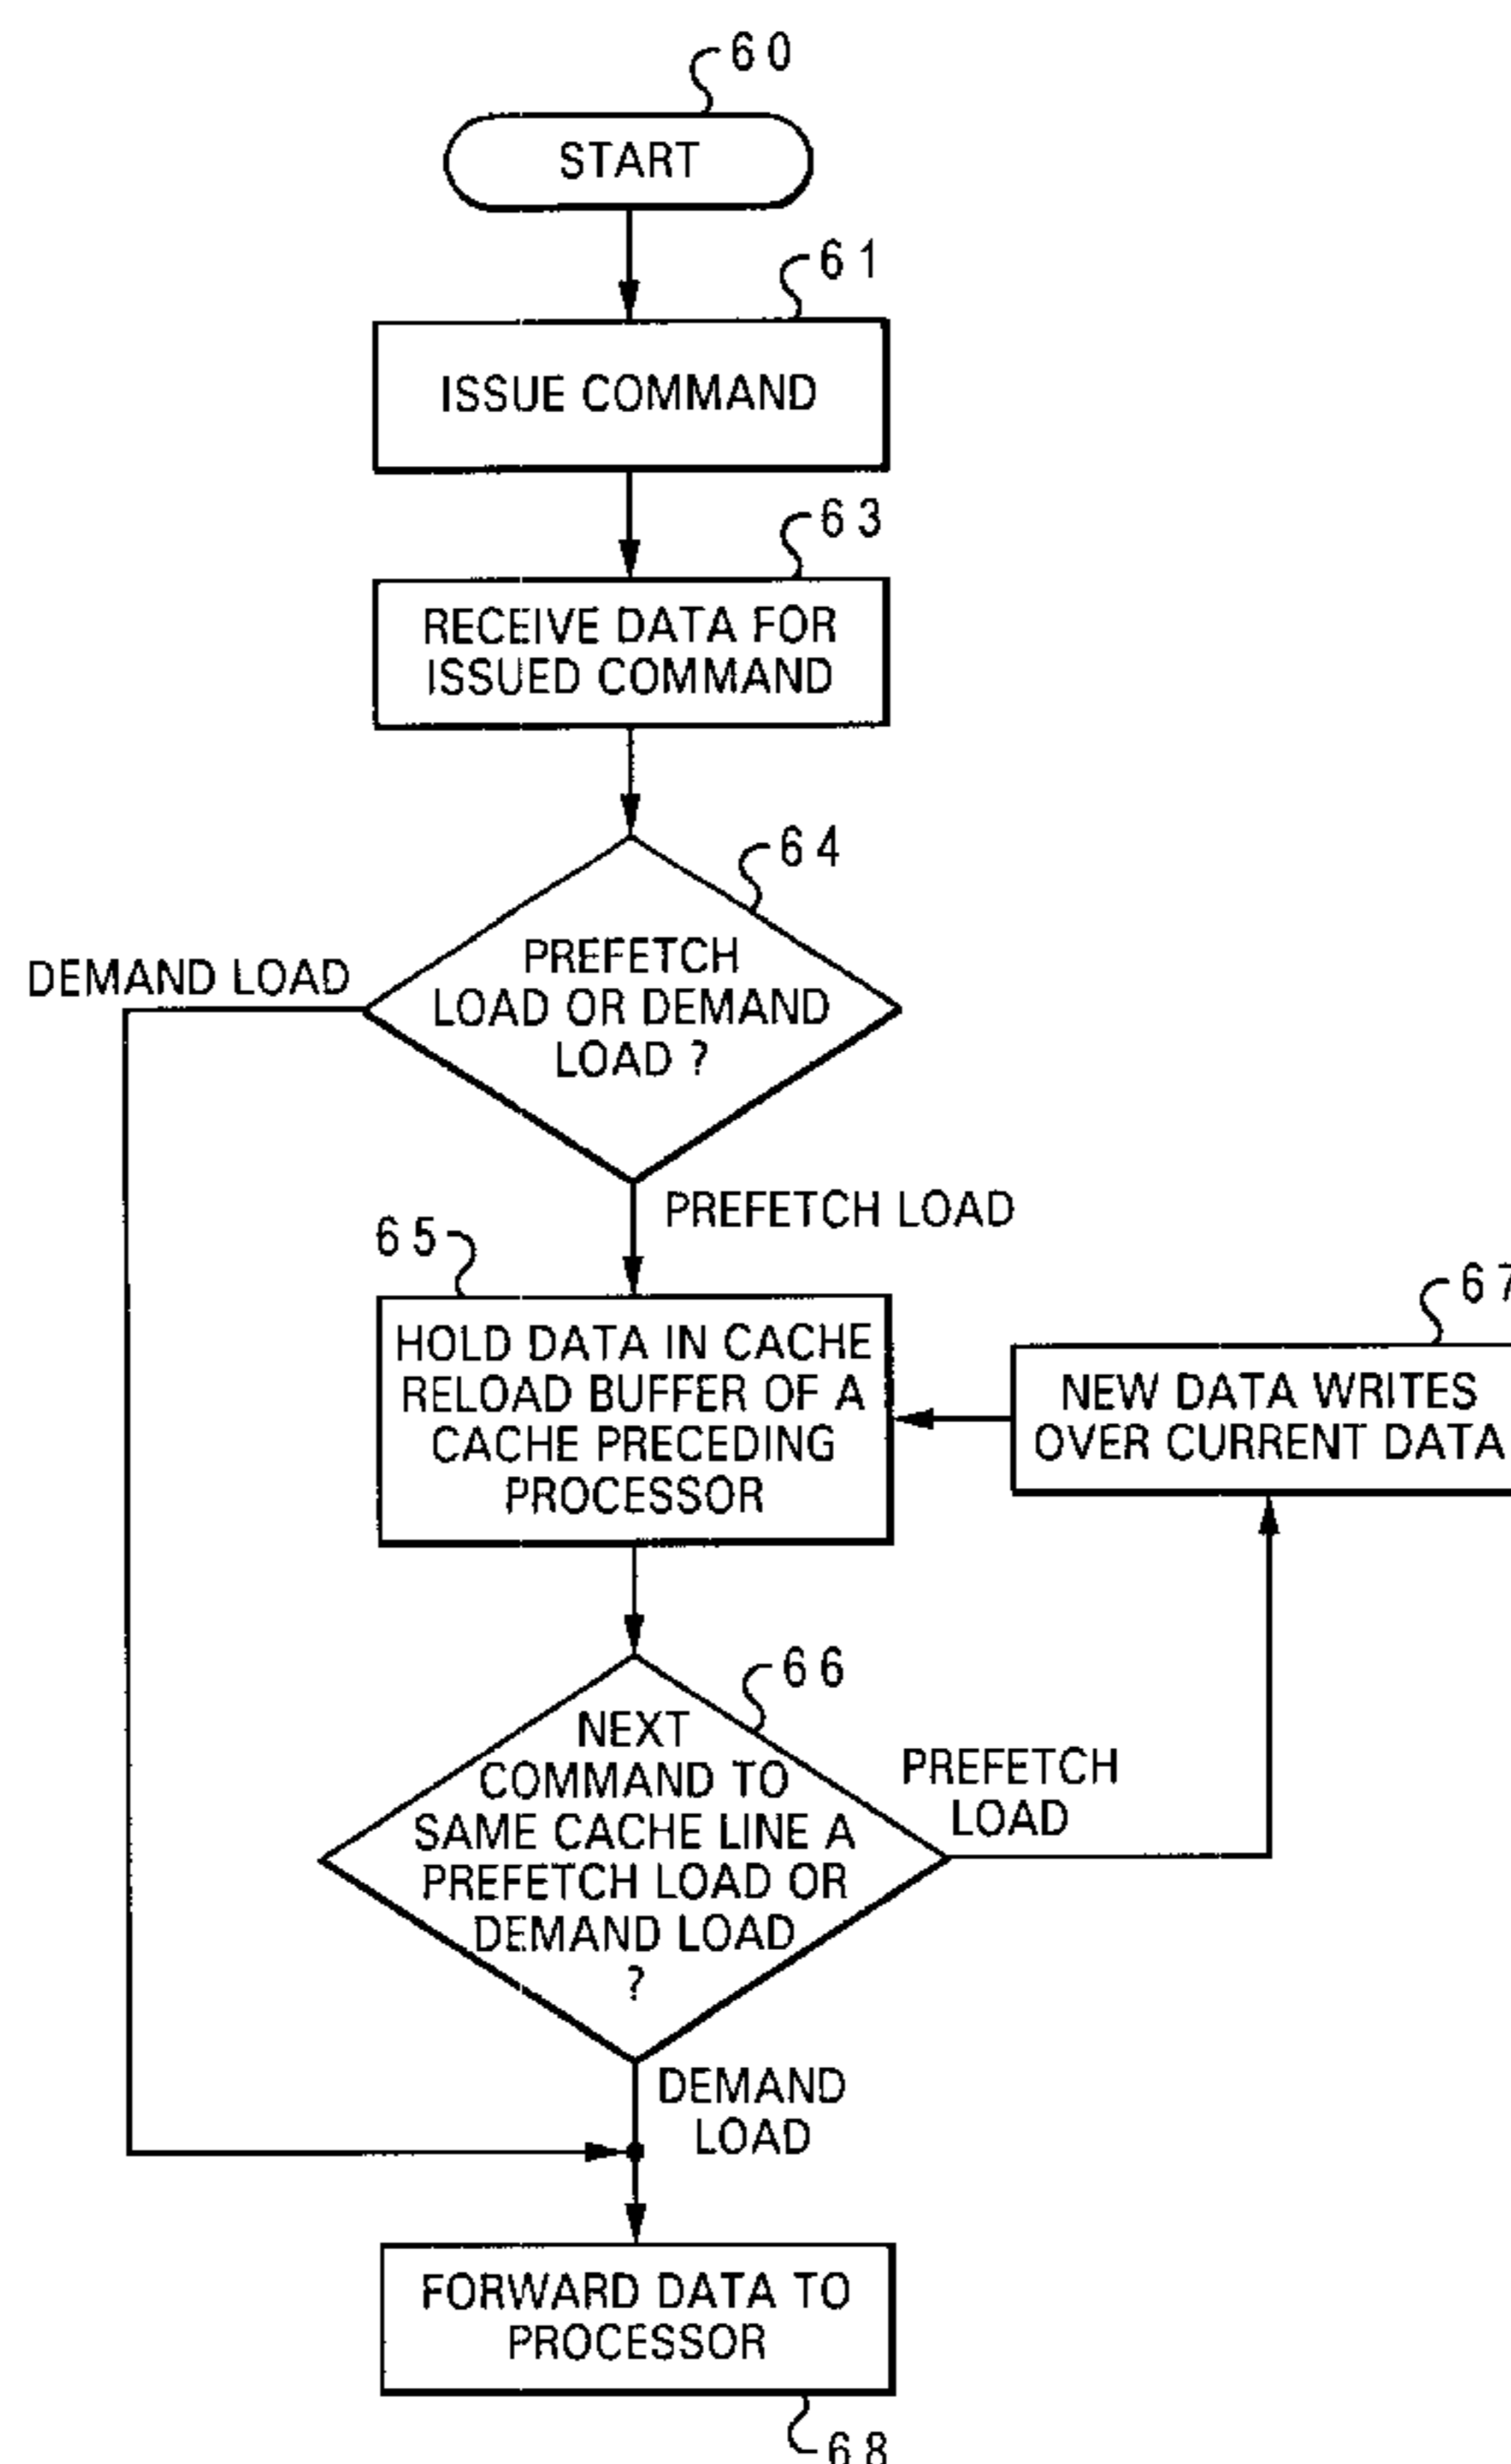 60
START
61
ISSUE COMMAND
63
RECEIVE DATA FOR
ISSUED COMMAND
64
PREFETCH
LOAD OR DEMAND
LOAD ?
DEMAND LOAD
PREFETCH LOAD
65
HOLD DATA IN CACHE
RELOAD BUFFER OF A
CACHE PRECEDING
PROCESSOR
67
NEW DATA WRITES
OVER CURRENT DATA
66
NEXT
COMMAND TO
SAME CACHE LINE A
PREFETCH LOAD OR
DEMAND LOAD
?
PREFETCH
LOAD
DEMAND
LOAD
FORWARD DATA TO
PROCESSOR
68